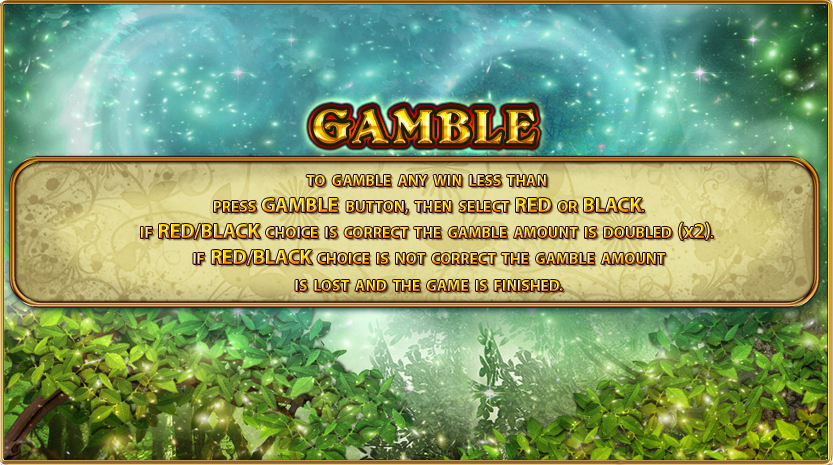 GAMBLE
TO GAMBLE ANY WIN LESS THAN
PRESS GAMBLE BUTTON, THEN SELECT RED OR BLACK.
IF RED/BLACK CHOICE IS CORRECT THE GAMBLE AMOUNT IS DOUBLED (X2).
IF RED/BLACK CHOICE IS NOT CORRECT THE GAMBLE AMOUNT
IS LOST AND THE GAME IS FINISHED.